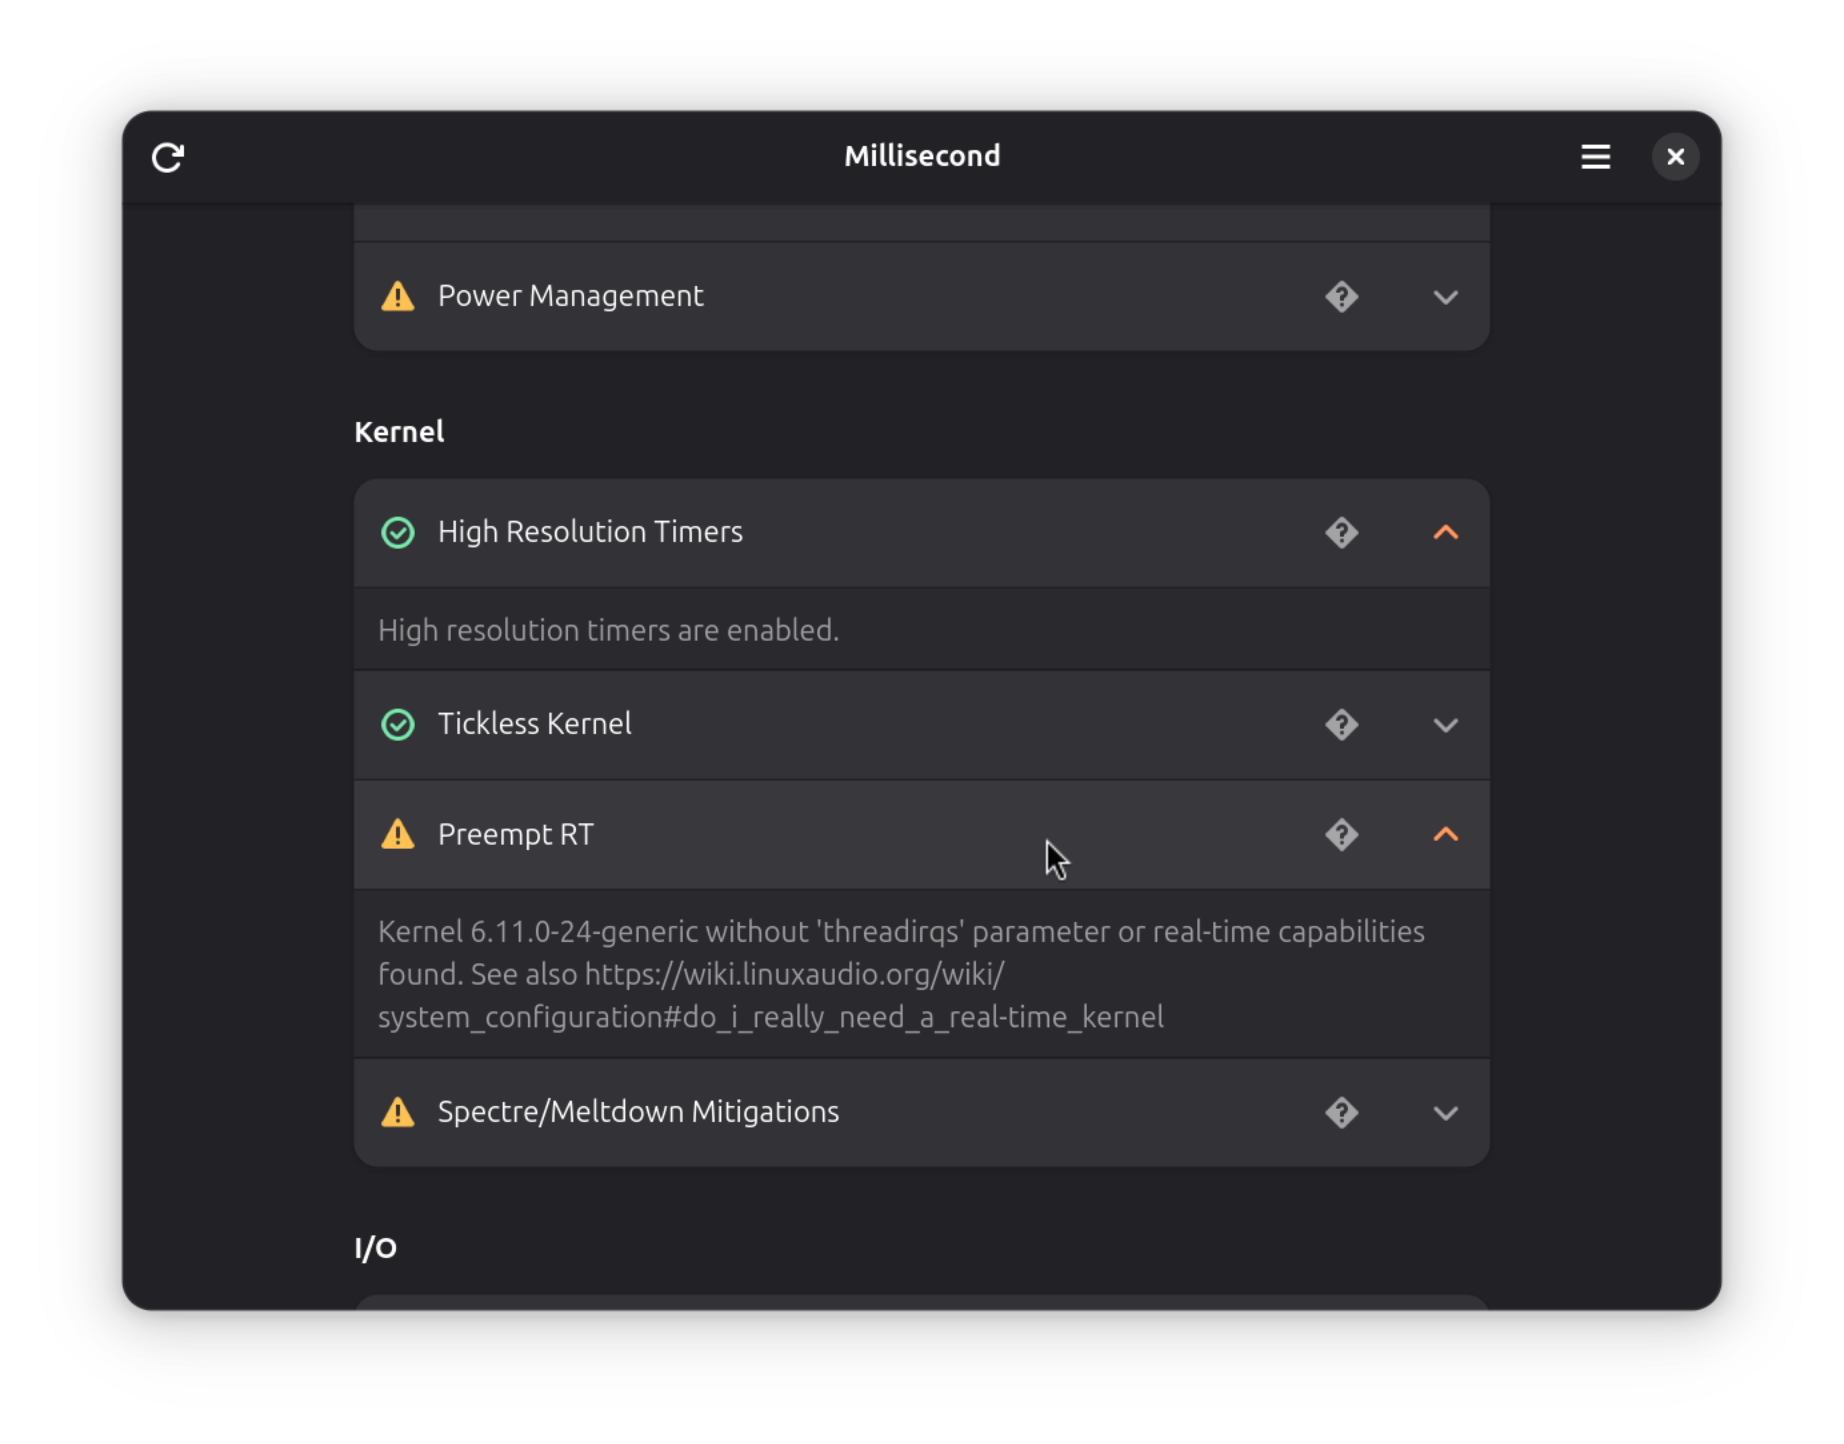 Millisecond
Power Management
Kernel
High Resolution Timers
High resolution timers are enabled.
Tickless Kernel
Preempt RT
Kernel 6.11.0-24-generic without 'threadirqs' parameter or real-time capabilities
found. See also https://wiki.linuxaudio.org/wiki/
system_configuration#do_i_really_need_a_real-time_kernel
Spectre/Meltdown Mitigations
I/O